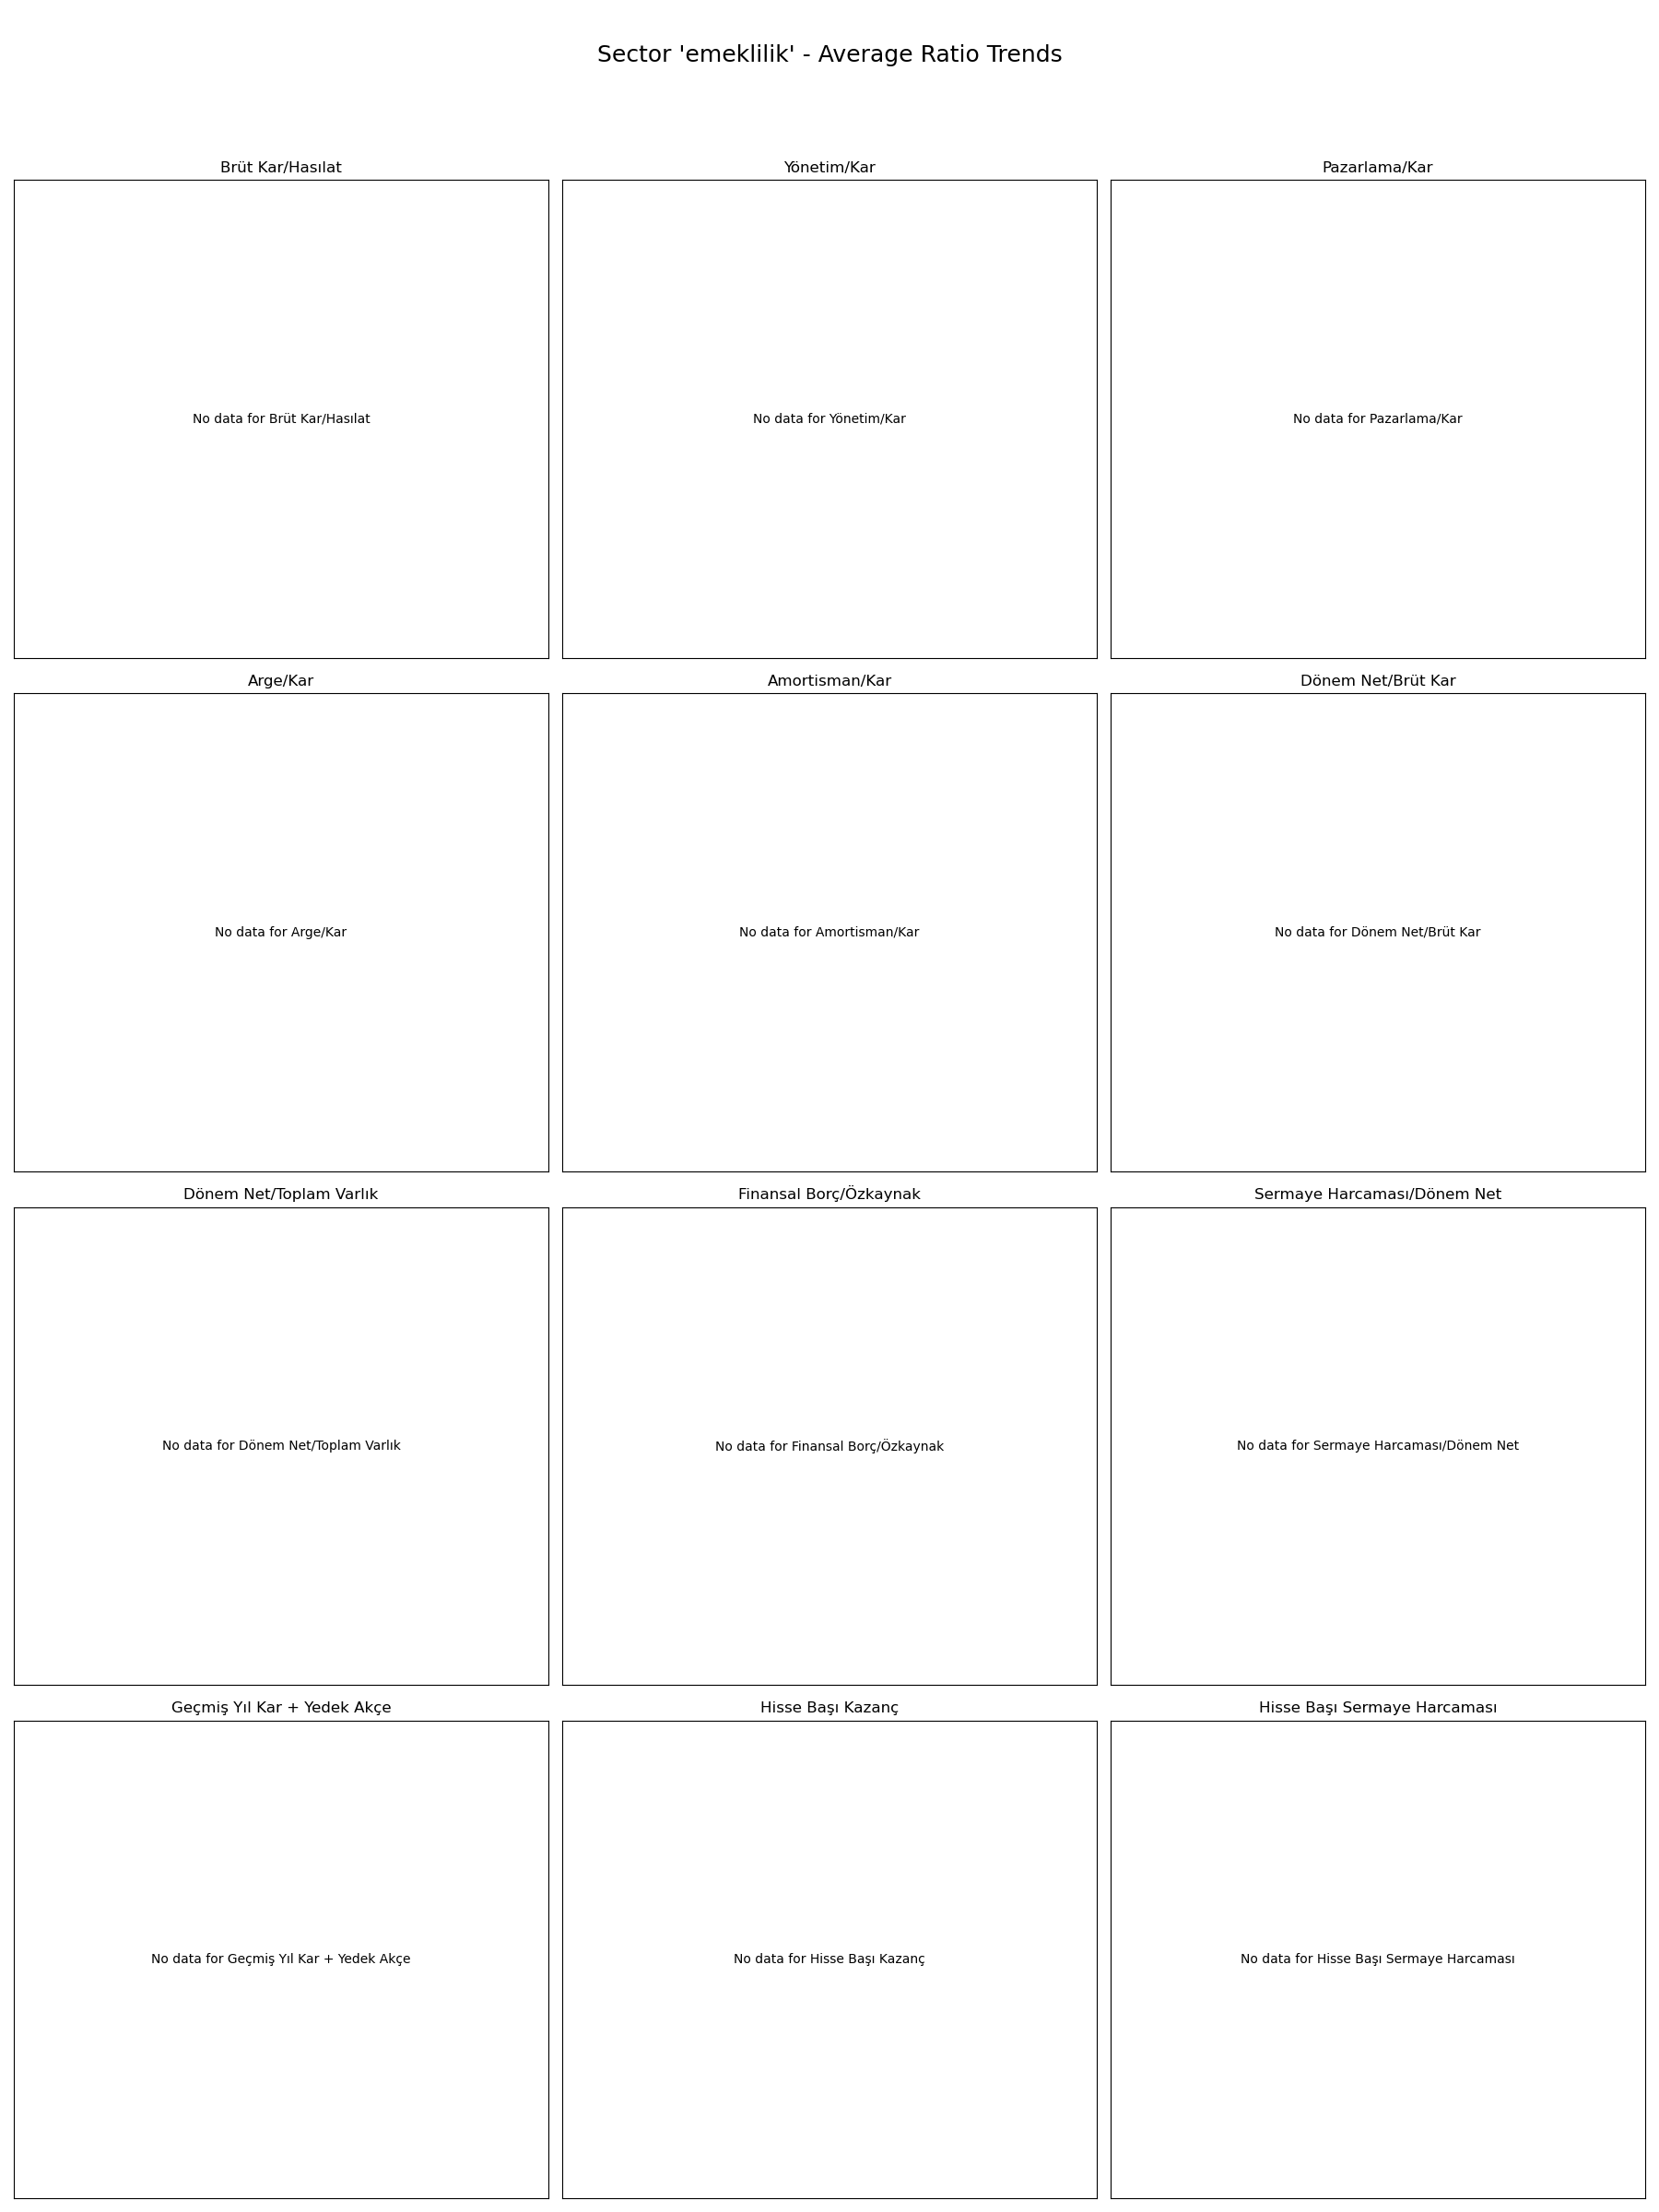 Sector 'emeklilik' - Average Ratio Trends
Brüt Kar/Hasılat
Yönetim/Kar
Pazarlama/Kar
No data for Brüt Kar/Hasılat
No data for Yönetim/Kar
No data for Pazarlama/Kar
Arge/Kar
Amortisman/Kar
Dönem Net/Brüt Kar
No data for Arge/Kar
No data for Amortisman/Kar
No data for Dönem Net/Brüt Kar
Dönem Net/Toplam Varlık
Finansal Borç/Özkaynak
Sermaye Harcaması/Dönem Net
No data for Dönem Net/Toplam Varlık
No data for Finansal Borç/Özkaynak
No data for Sermaye Harcaması/Dönem Net
Geçmiş Yıl Kar + Yedek Akçe
Hisse Başı Kazanç
Hisse Başı Sermaye Harcaması
No data for Geçmiş Yıl Kar + Yedek Akçe
No data for Hisse Başı Kazanç
No data for Hisse Başı Sermaye Harcaması